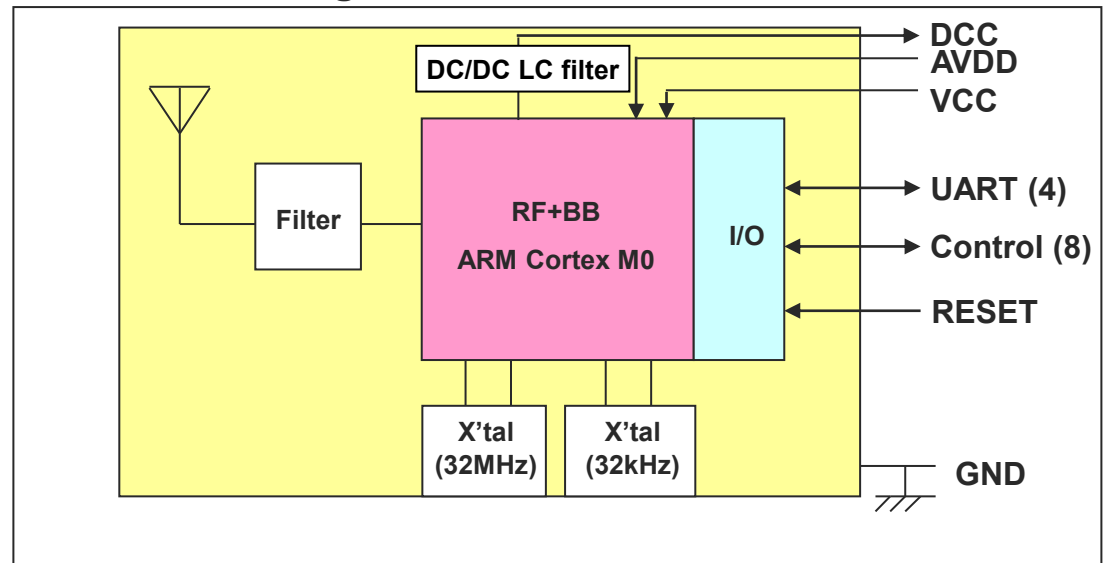 DCC
DC/DC LC filter
AVDD
VCC
Filter
RF+BB
ARM Cortex M0
I/O
UART (4)
Control (8)
RESET
X’tal
(32MHz)
X’tal
(32kHz)
GND